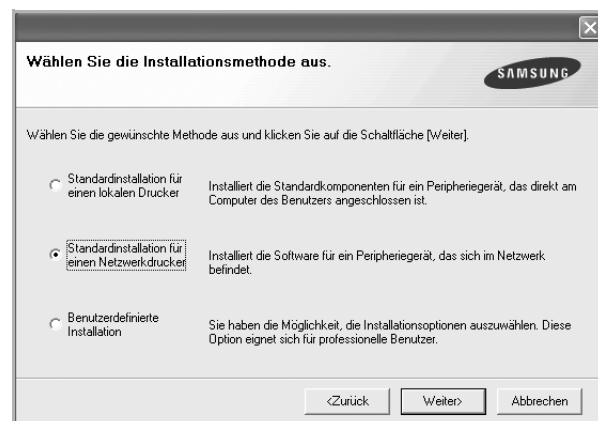 Wählen Sie die Installationsmethode aus.
SAMSUNG
Wählen Sie die gewünschte Methode aus und klicken Sie auf die Schaltfläche [Weiter].
Standardinstallation für
einen lokalen Drucker
Installiert die Standardkomponenten für ein Peripheriegerät, das direkt am
Computer des Benutzers angeschlossen ist.
Standardinstallation für
einen Netzwerkdrucker
Installiert die Software für ein Peripheriegerät, das sich im Netzwerk
befindet.
Benutzerdefinierte
Installation
Sie haben die Möglichkeit, die Installationsoptionen auszuwählen. Diese
Option eignet sich für professionelle Benutzer.
<Zurück
Weiter>
Abbrechen